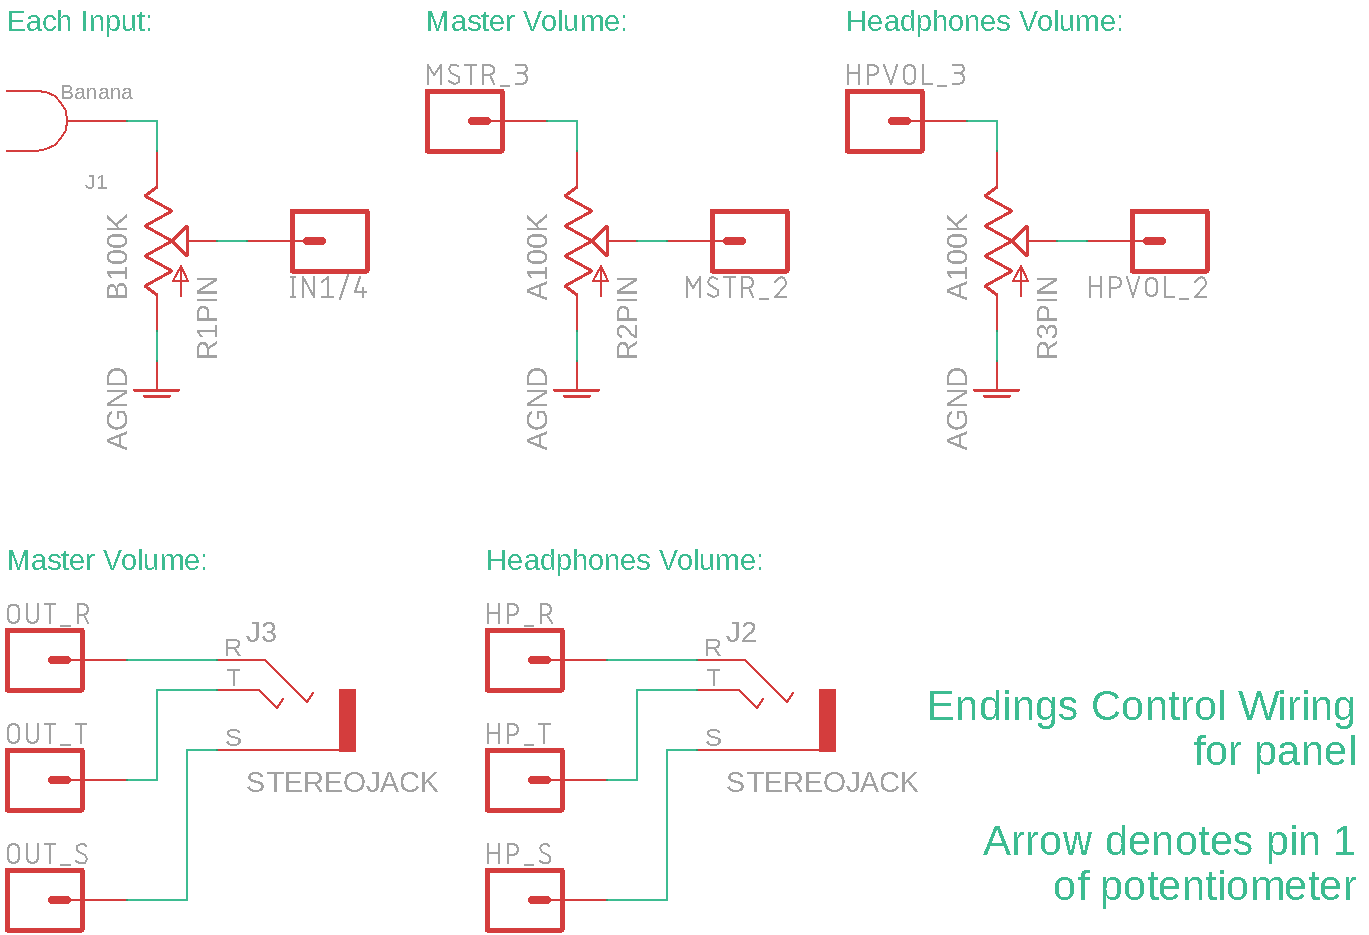 Each Input:
Master Volume:
Headphones Volume:
Banana
J1
B100K
R1PIN
AGND
IN1/4
MSTR_3
A100K
R2PIN
AGND
MSTR_2
HPVOL_3
A100K
R3PIN
AGND
HPVOL_2
Master Volume:
OUT_R
OUT_T
OUT_S
J3
R
T
S
STEREOJACK
Headphones Volume:
HP_R
HP_T
HP_S
J2
R
T
S
STEREOJACK
Endings Control Wiring
for panel
Arrow denotes pin 1
of potentiometer